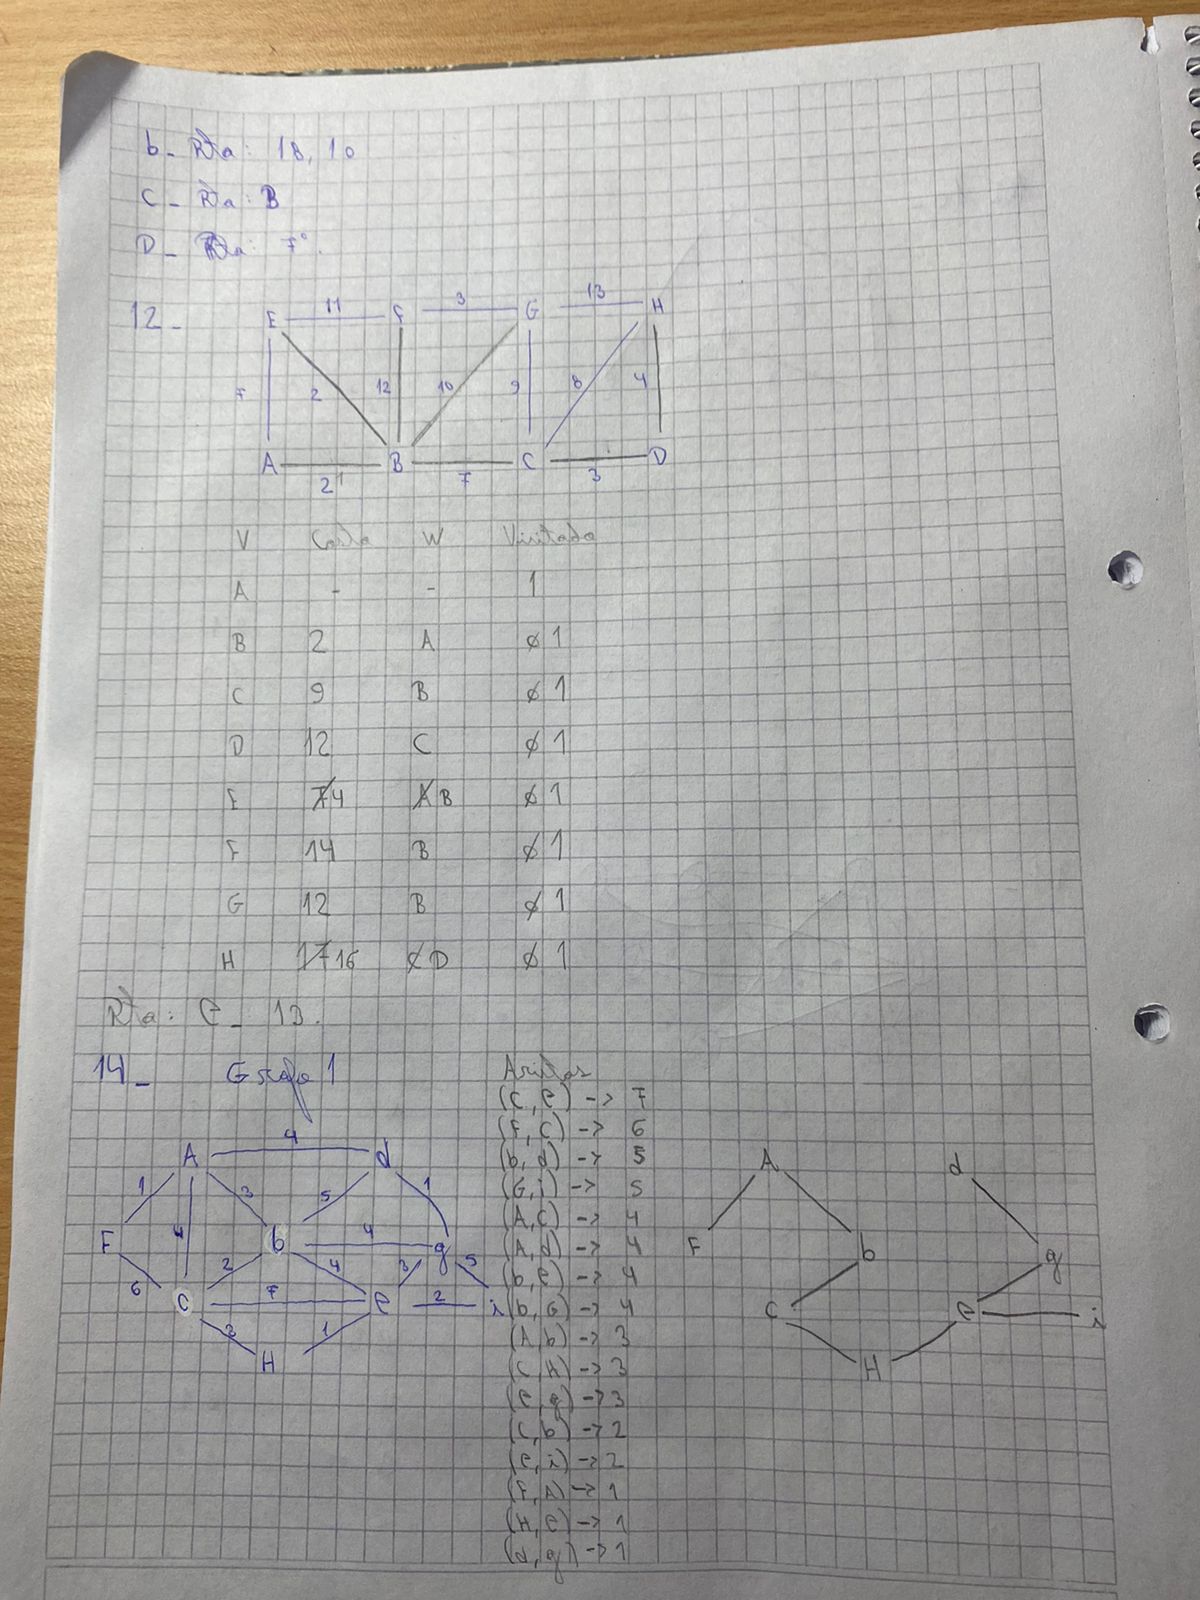 b_ Rta: 18, 10
C_ Rta: B
D_ Rta: 7°.
12_
E 11 F 3 G 13 H
7 2 12 10 9 8 4
A B C D
2 7 3
V Costo W Visitado
A - - 1
B 2 A 0 1
C 9 B 0 1
D 12 C 0 1
E 7 4 A B 0 1
F 14 B 0 1
G 12 B 0 1
H 17 16 C D 0 1
Rta: C_ 13.
14_ Grafo 1
A 4 d
1 3 5 1
F 4 b 4 g
6 2 4 3 5
C 7 e 2 i
3 1
H
Aristas
(C,e) -> 7
(F,C) -> 6
(b,d) -> 5
(G,i) -> 5
(A,C) -> 4
(A,d) -> 4
(b,e) -> 4
(b,G) -> 4
(A,b) -> 3
(C,H) -> 3
(e,g) -> 3
(C,b) -> 2
(e,i) -> 2
(F,A) -> 1
(H,e) -> 1
(d,g) -> 1
A d
F b g
C e i
H